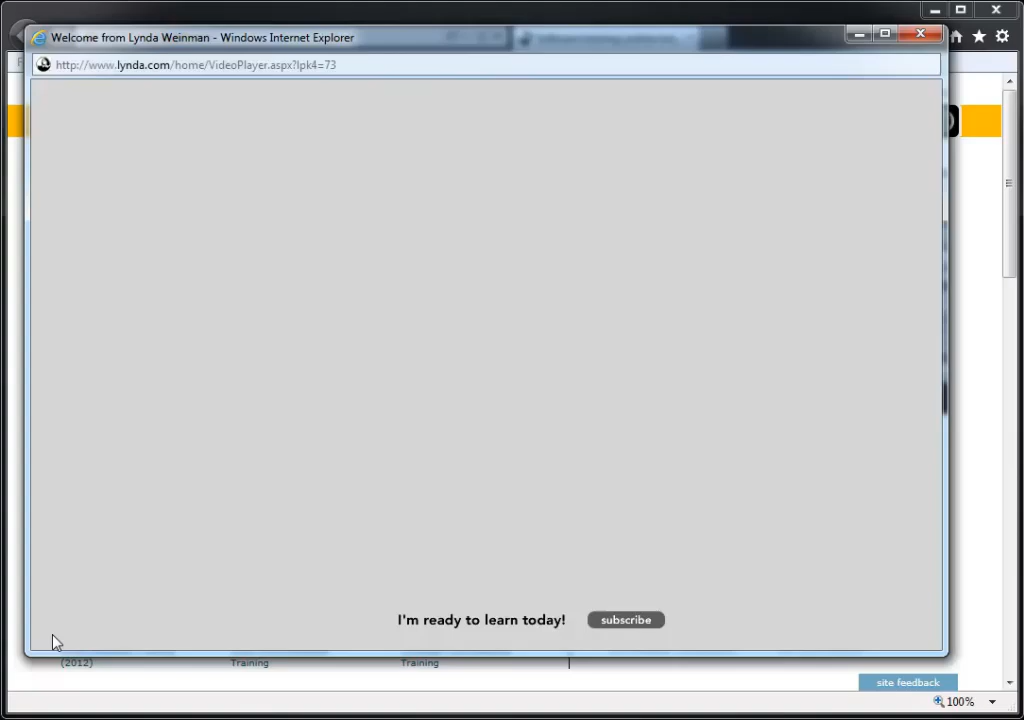 Welcome from Lynda Weinman - Windows Internet Explorer
http://www.lynda.com/home/VideoPlayer.aspx?lpk4=73
I'm ready to learn today! subscribe
(2012) Training Training
site feedback
100%